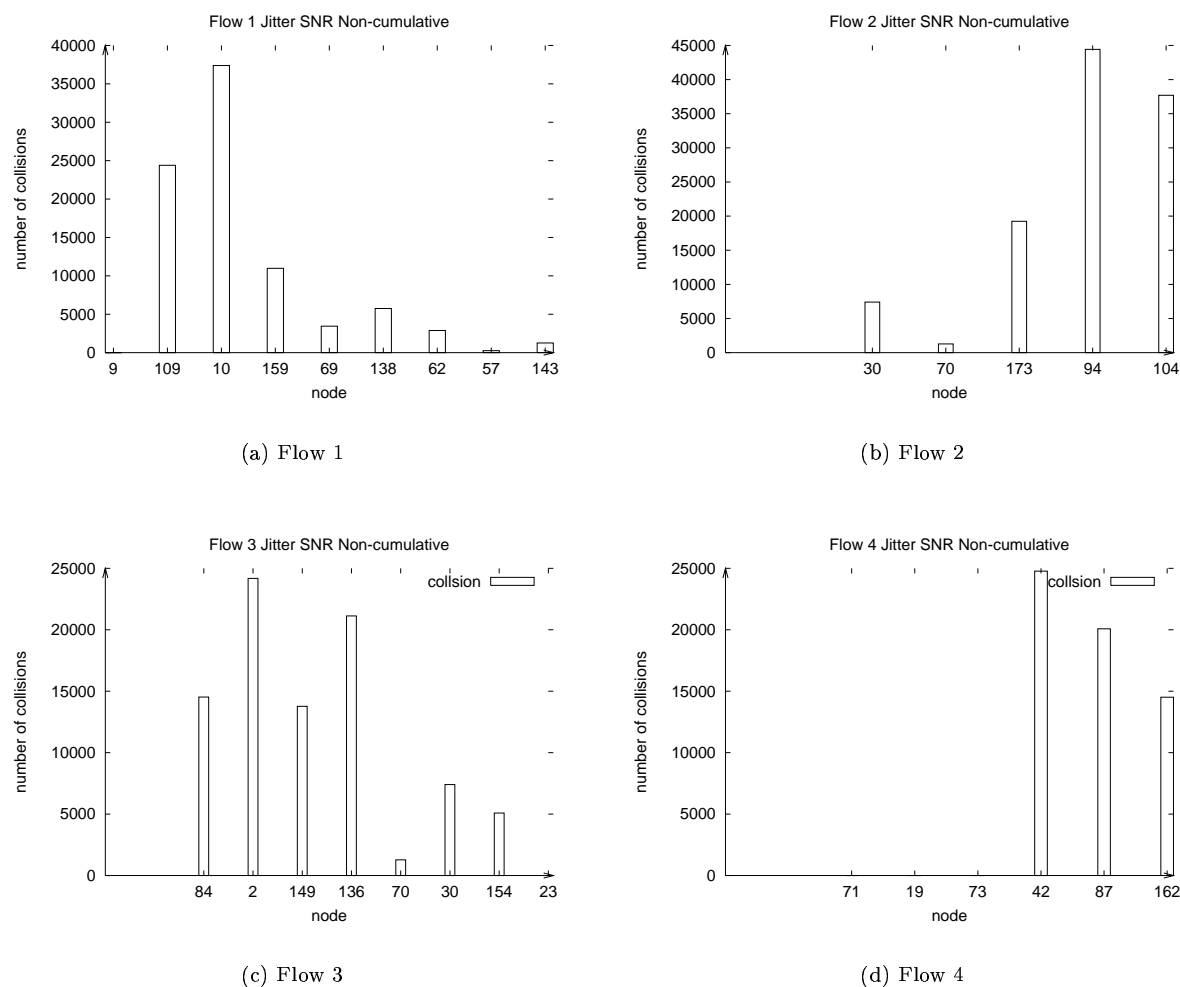 Flow 1 Jitter SNR Non-cumulative
number of collisions
40000
35000
30000
25000
20000
15000
10000
5000
0
9 109 10 159 69 138 62 57 143
node
(a) Flow 1
Flow 2 Jitter SNR Non-cumulative
number of collisions
45000
40000
35000
30000
25000
20000
15000
10000
5000
0
30 70 173 94 104
node
(b) Flow 2
Flow 3 Jitter SNR Non-cumulative
collsion
number of collisions
25000
20000
15000
10000
5000
0
84 2 149 136 70 30 154 23
node
(c) Flow 3
Flow 4 Jitter SNR Non-cumulative
collsion
number of collisions
25000
20000
15000
10000
5000
0
71 19 73 42 87 162
node
(d) Flow 4